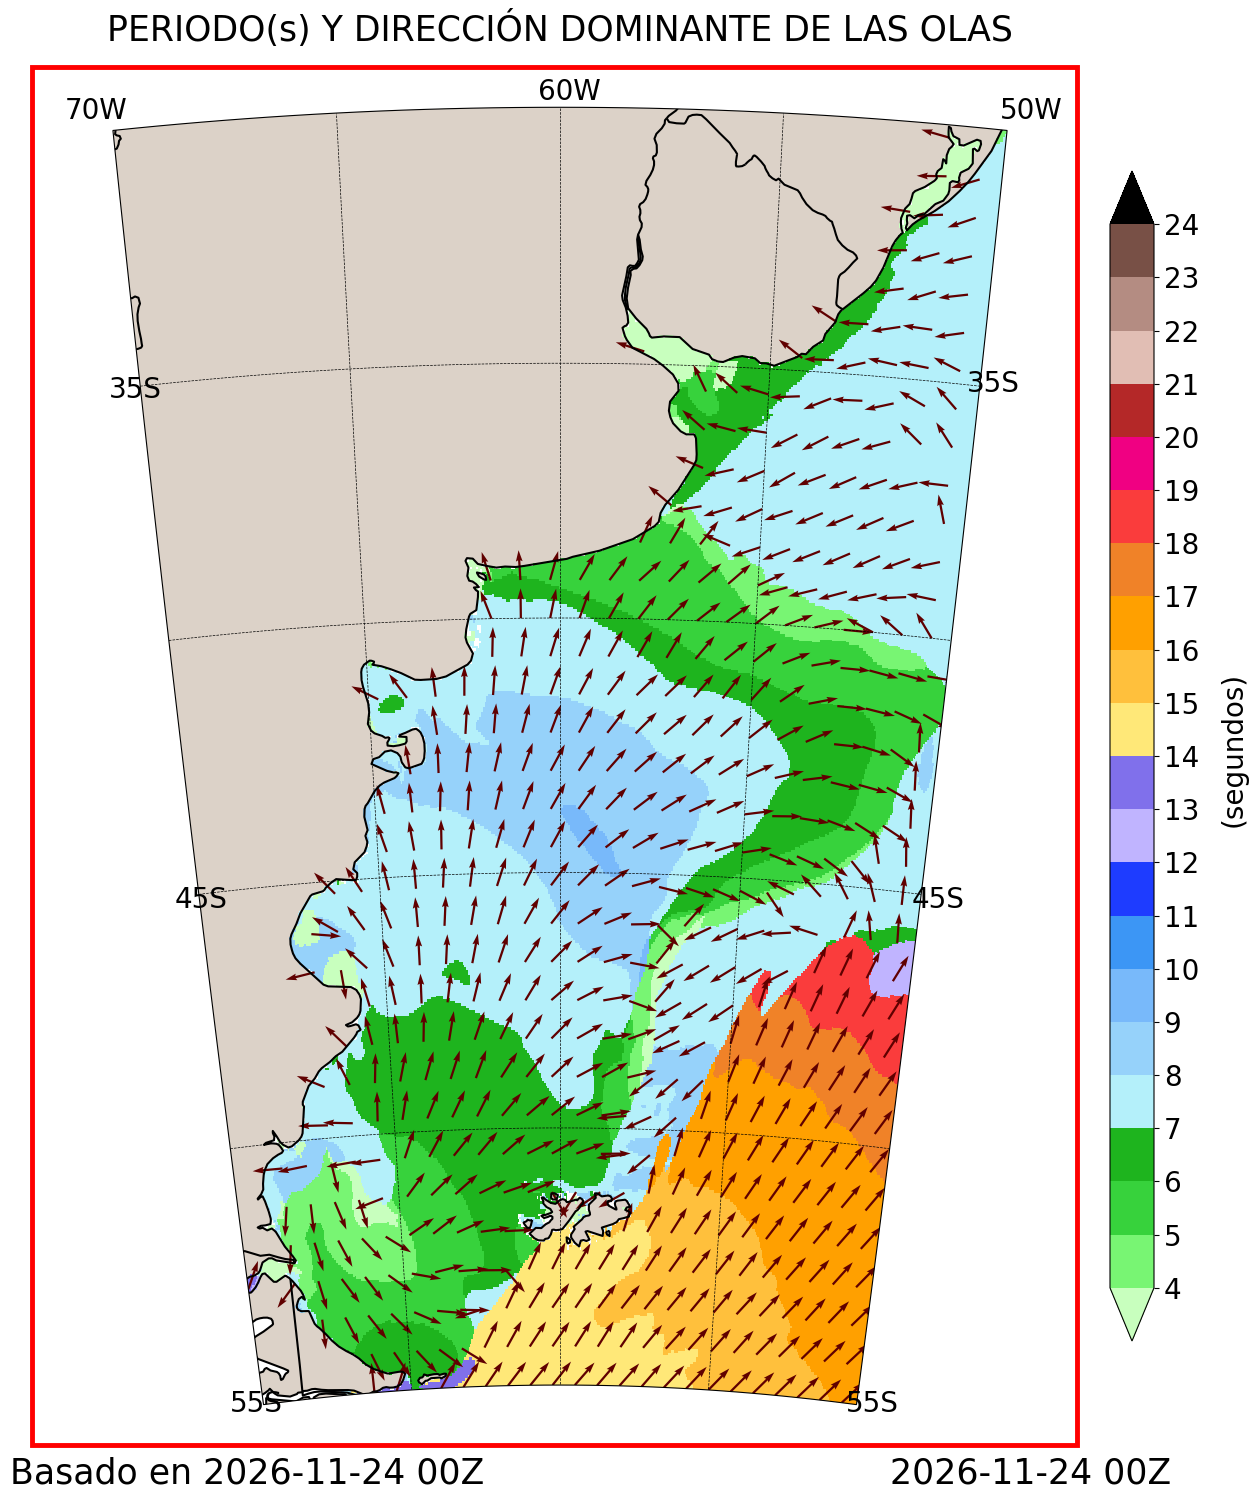 PERIODO(s) Y DIRECCIÓN DOMINANTE DE LAS OLAS
70W
60W
50W
35S
35S
45S
45S
55S
55S
24
23
22
21
20
19
18
17
16
15
14
13
12
11
10
9
8
7
6
5
4
(segundos)
Basado en 2026-11-24 00Z
2026-11-24 00Z